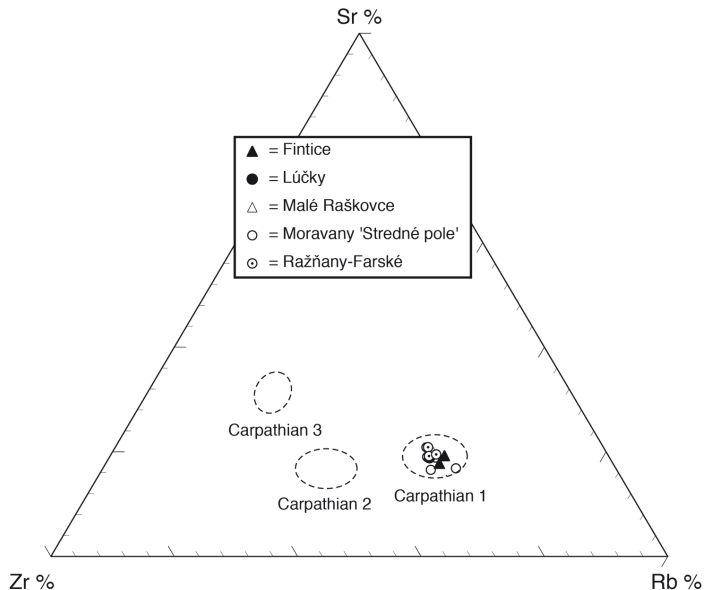 Sr %
▲ = Fintice
● = Lúčky
△ = Malé Raškovce
○ = Moravany 'Stredné pole'
⊙ = Ražňany-Farské
Carpathian 3
Carpathian 2
Carpathian 1
Zr %
Rb %